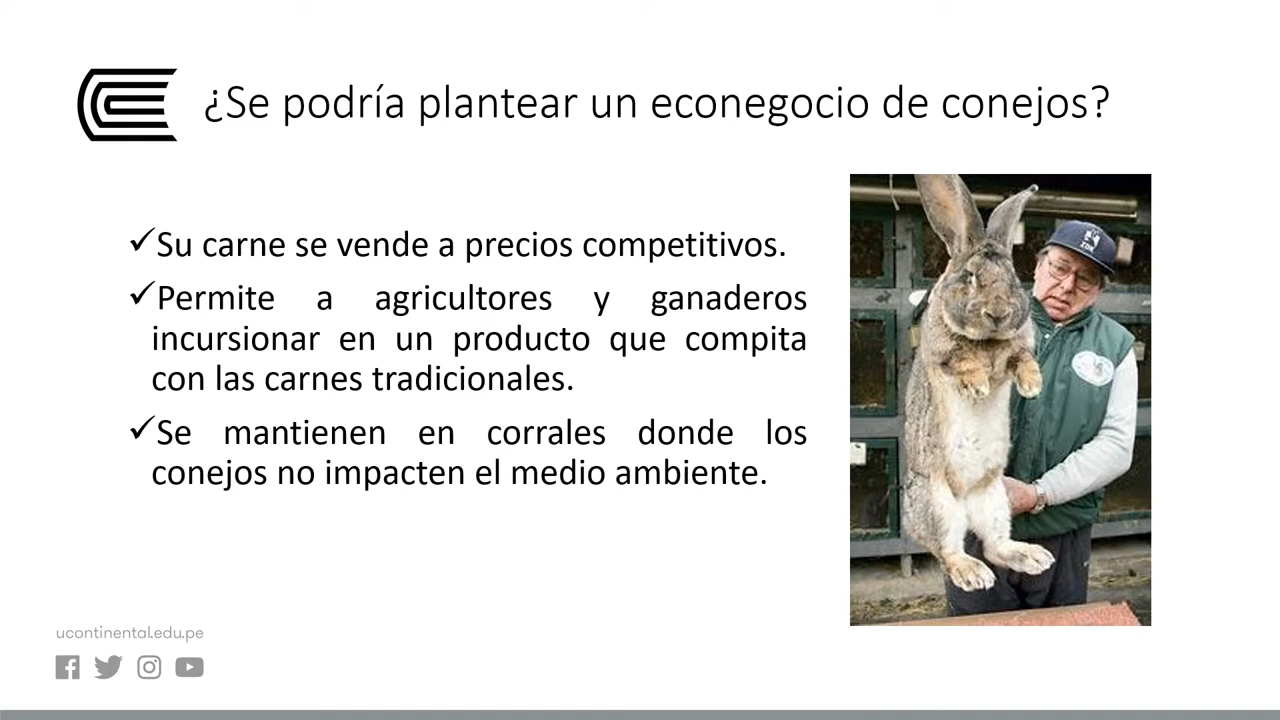 ¿Se podría plantear un econegocio de conejos?
✓Su carne se vende a precios competitivos.
✓Permite a agricultores y ganaderos
incursionar en un producto que compita
con las carnes tradicionales.
✓Se mantienen en corrales donde los
conejos no impacten el medio ambiente.
ucontinental.edu.pe